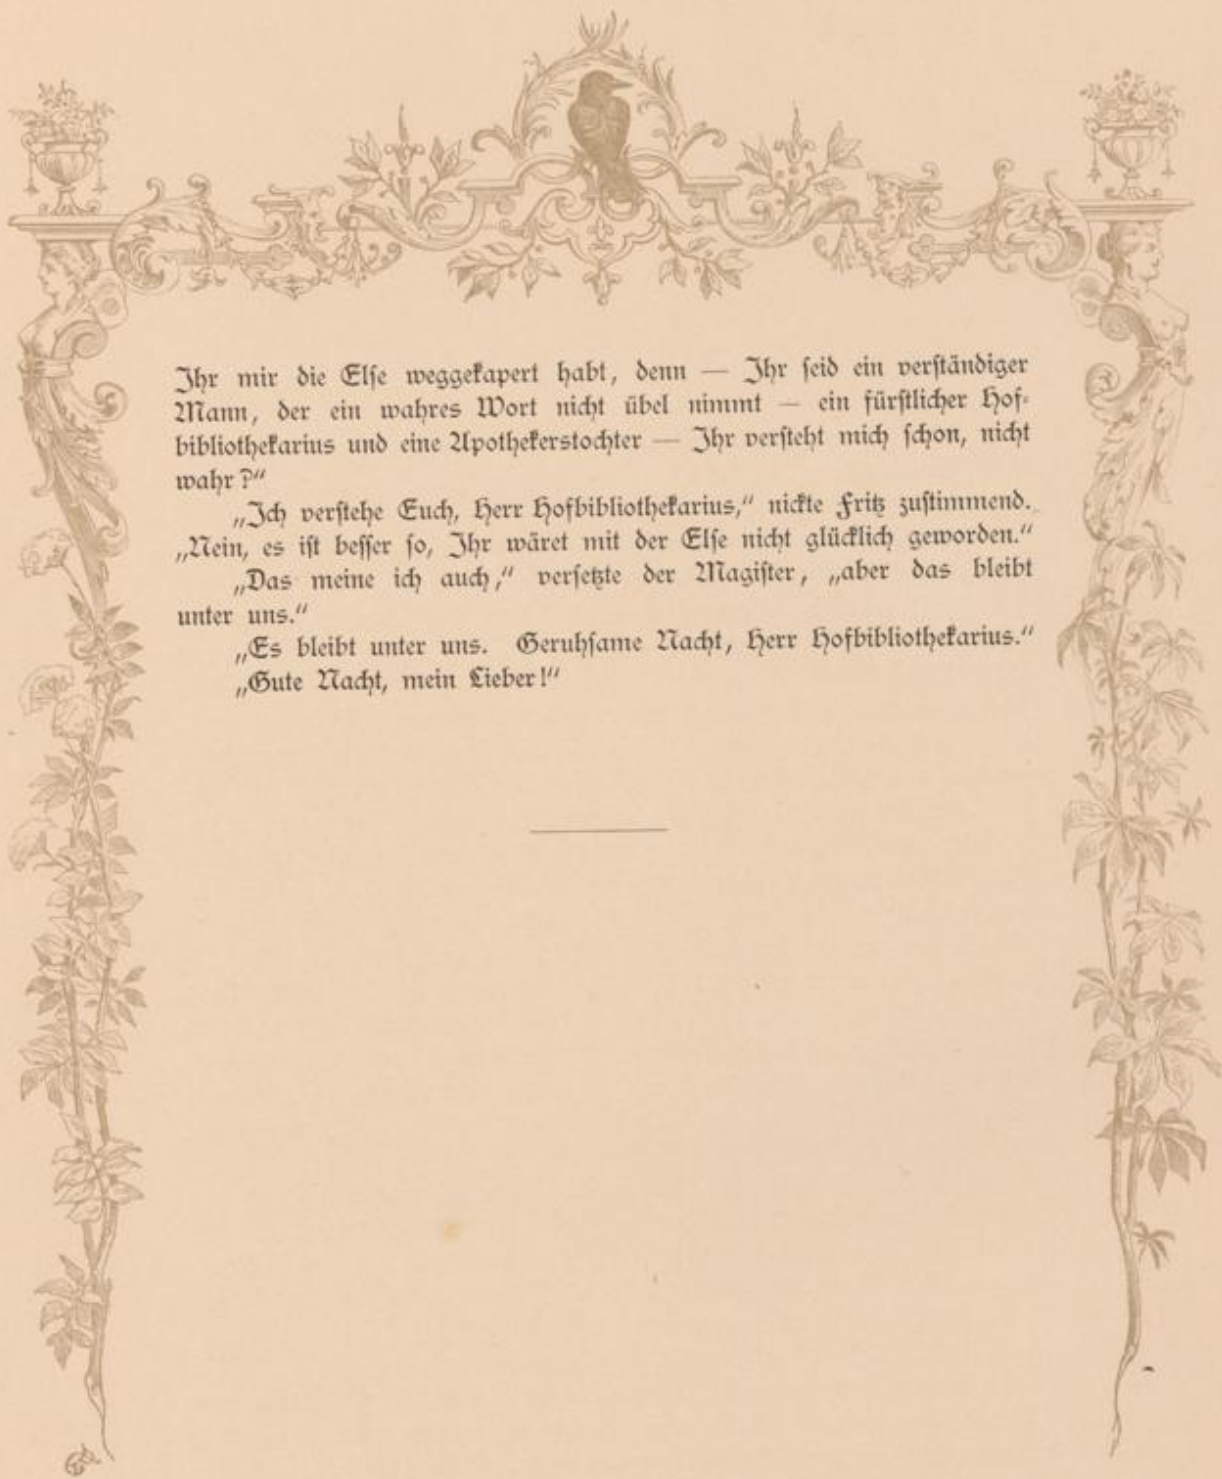 Ihr mir die Else weggekapert habt, denn — Ihr seid ein verständiger
Mann, der ein wahres Wort nicht übel nimmt — ein fürstlicher Hof-
bibliothekarius und eine Apothekerstochter — Ihr versteht mich schon, nicht
wahr?“
„Ich verstehe Euch, Herr Hofbibliothekarius,“ nickte Fritz zustimmend.
„Nein, es ist besser so, Ihr wäret mit der Else nicht glücklich geworden.“
„Das meine ich auch,“ versetzte der Magister, „aber das bleibt
unter uns.“
„Es bleibt unter uns. Geruhsame Nacht, Herr Hofbibliothekarius.“
„Gute Nacht, mein Lieber!“